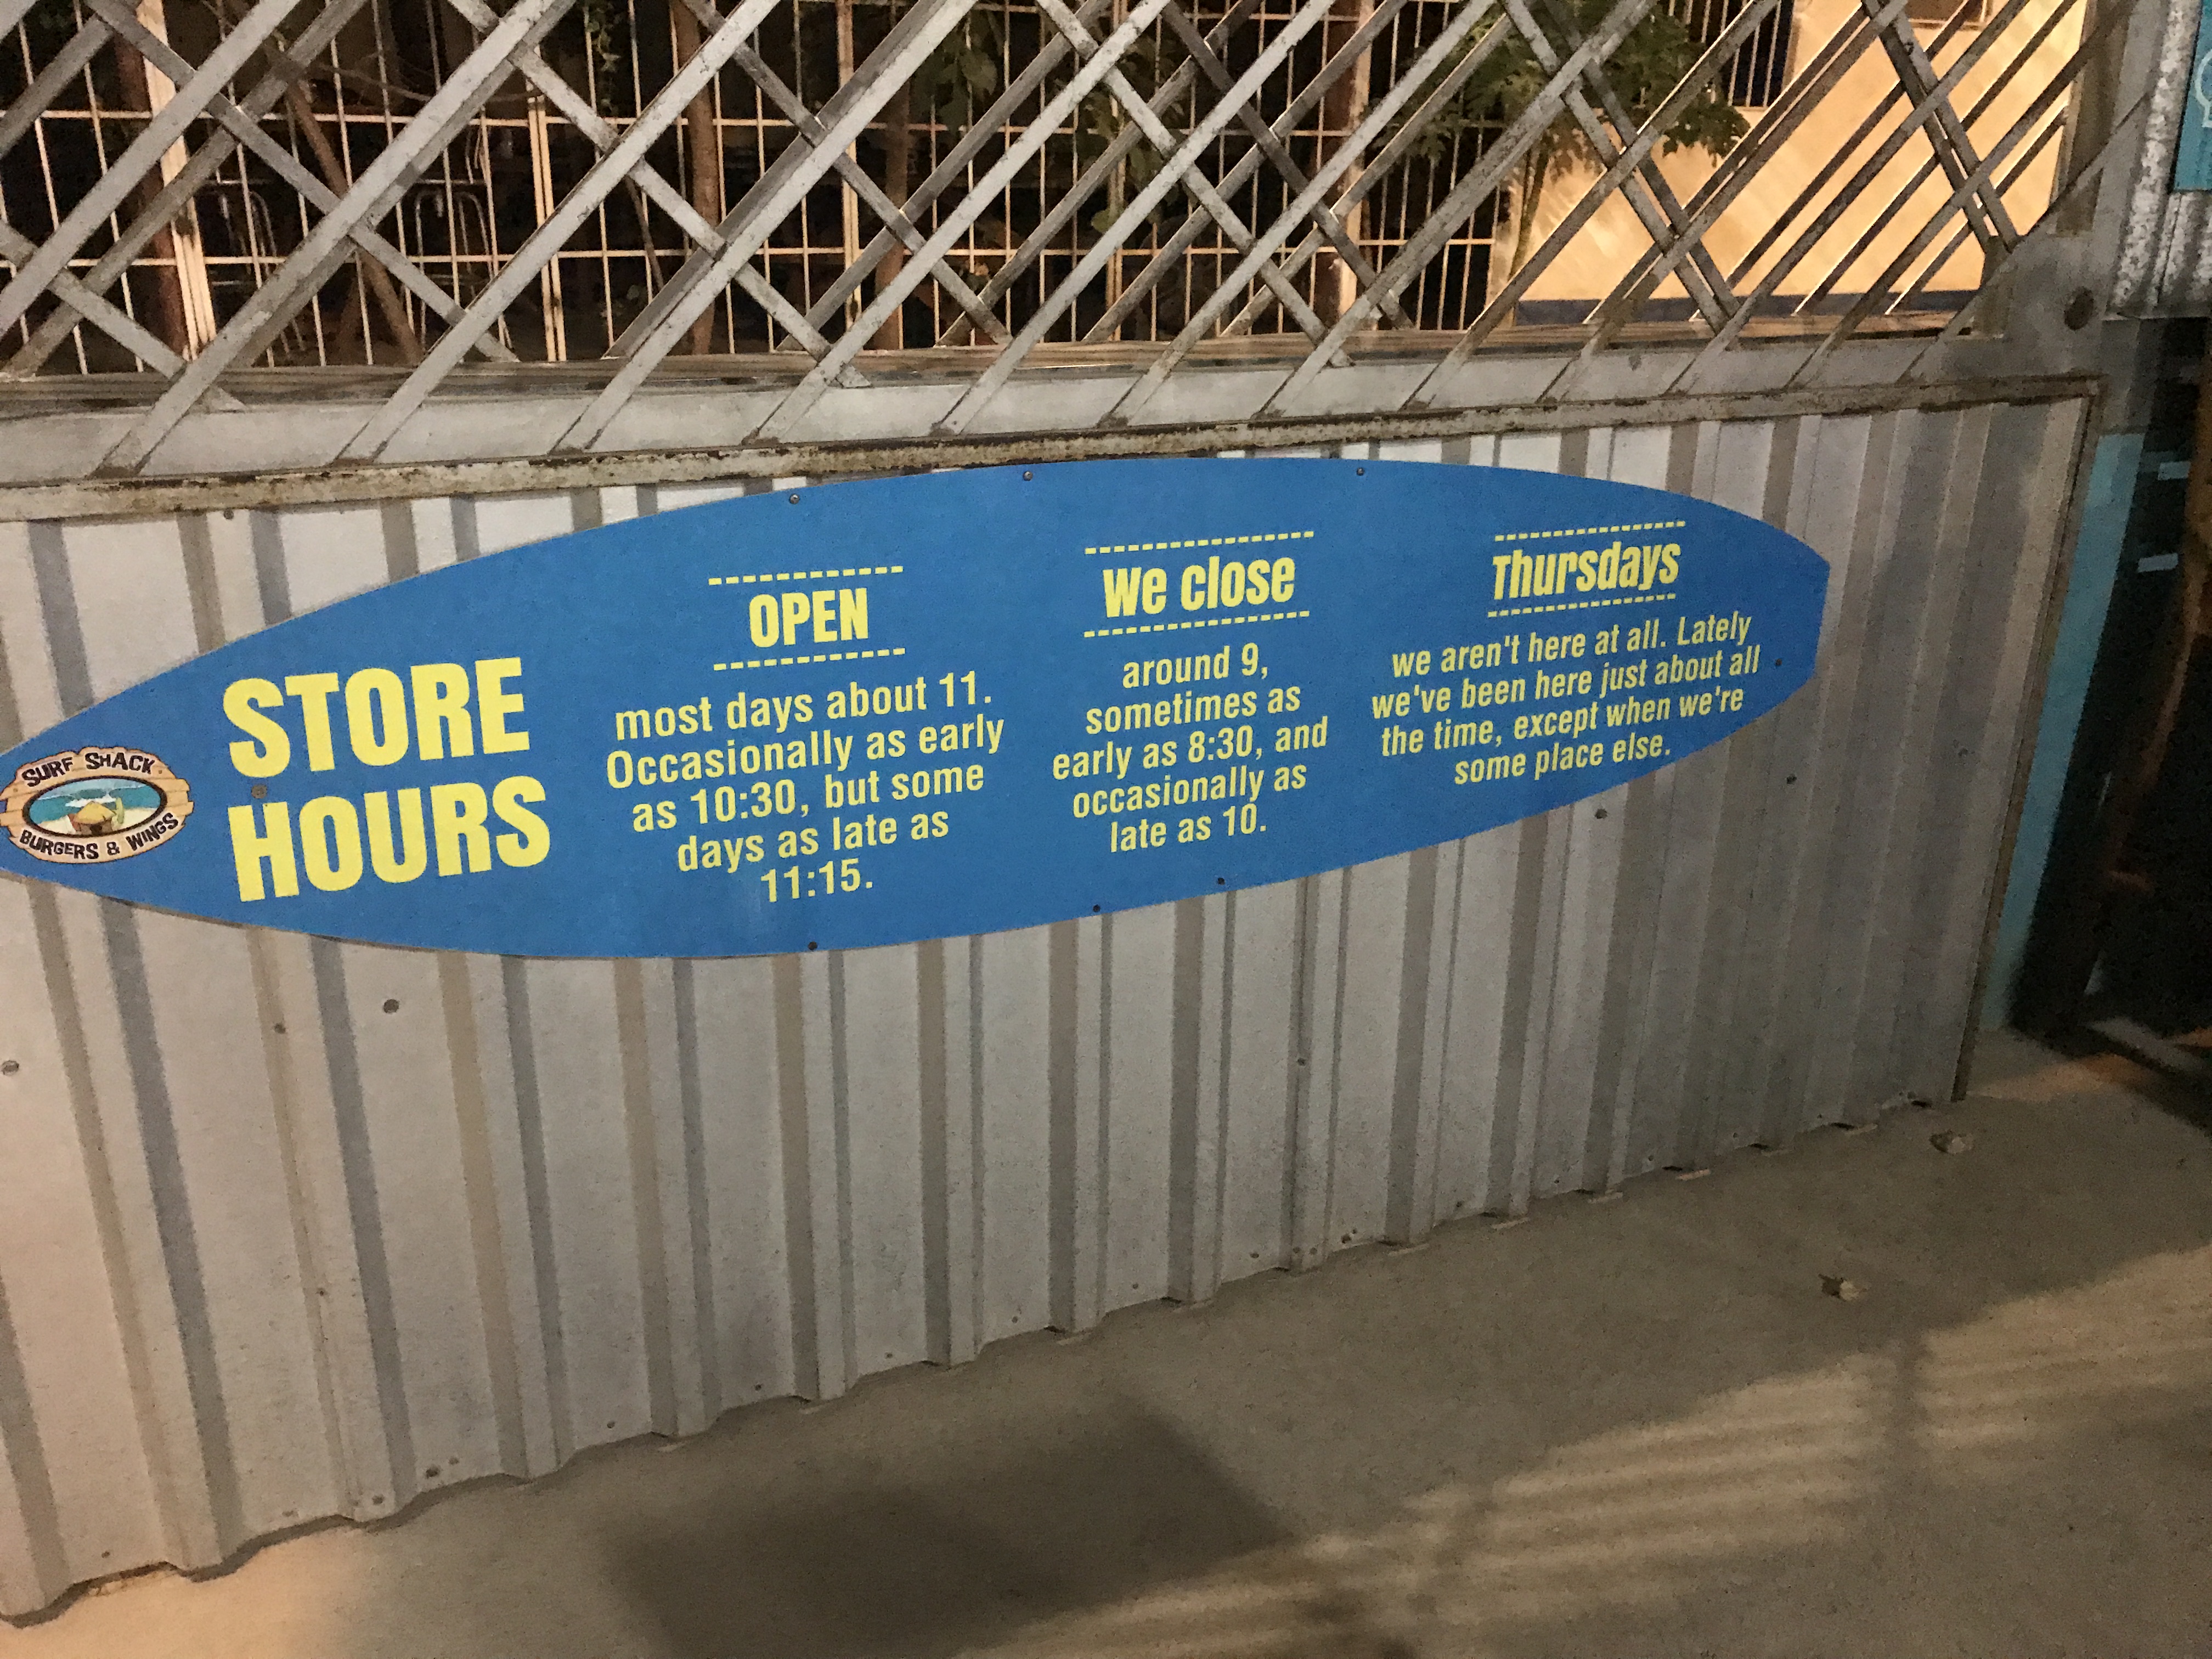 SURF SHACK
BURGERS & WINGS
STORE
HOURS
OPEN
most days about 11.
Occasionally as early
as 10:30, but some
days as late as
11:15.
We close
around 9,
sometimes as
early as 8:30, and
occasionally as
late as 10.
Thursdays
we aren't here at all. Lately
we've been here just about all
the time, except when we're
some place else.